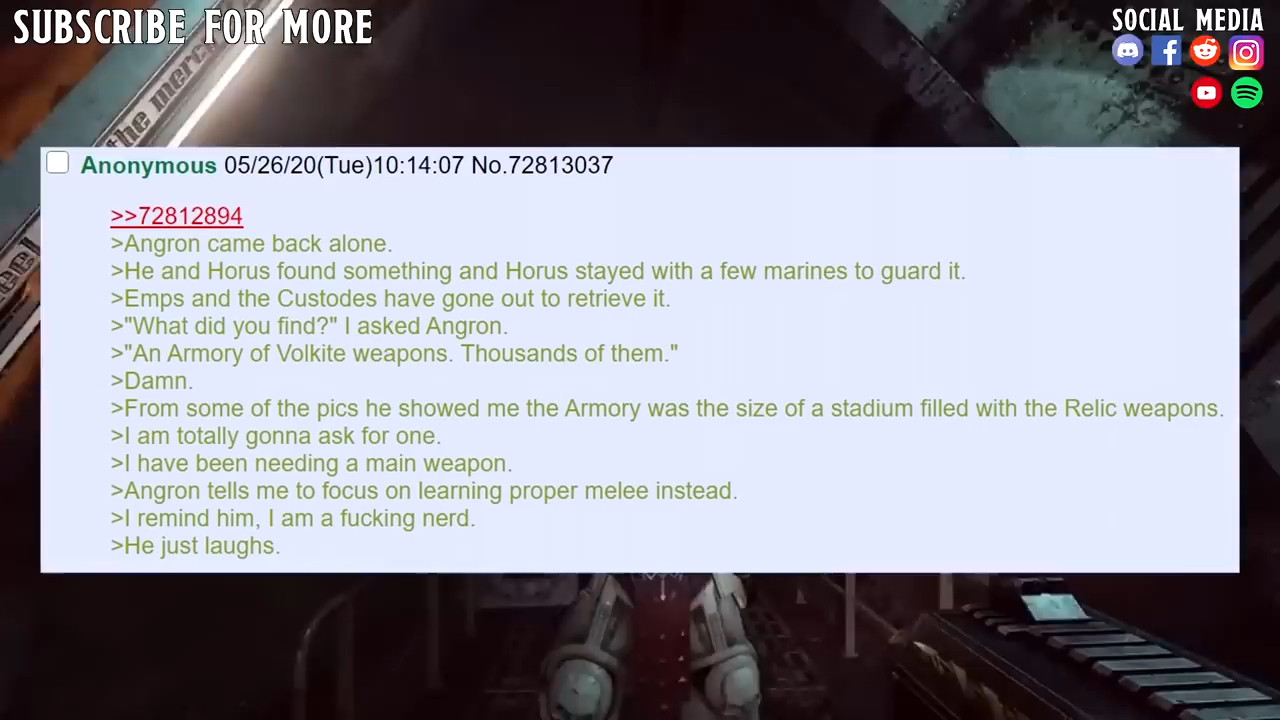 SUBSCRIBE FOR MORE
SOCIAL MEDIA
the merc
eel
Anonymous 05/26/20(Tue)10:14:07 No.72813037
>>72812894
>Angron came back alone.
>He and Horus found something and Horus stayed with a few marines to guard it.
>Emps and the Custodes have gone out to retrieve it.
>"What did you find?" I asked Angron.
>"An Armory of Volkite weapons. Thousands of them."
>Damn.
>From some of the pics he showed me the Armory was the size of a stadium filled with the Relic weapons.
>I am totally gonna ask for one.
>I have been needing a main weapon.
>Angron tells me to focus on learning proper melee instead.
>I remind him, I am a fucking nerd.
>He just laughs.